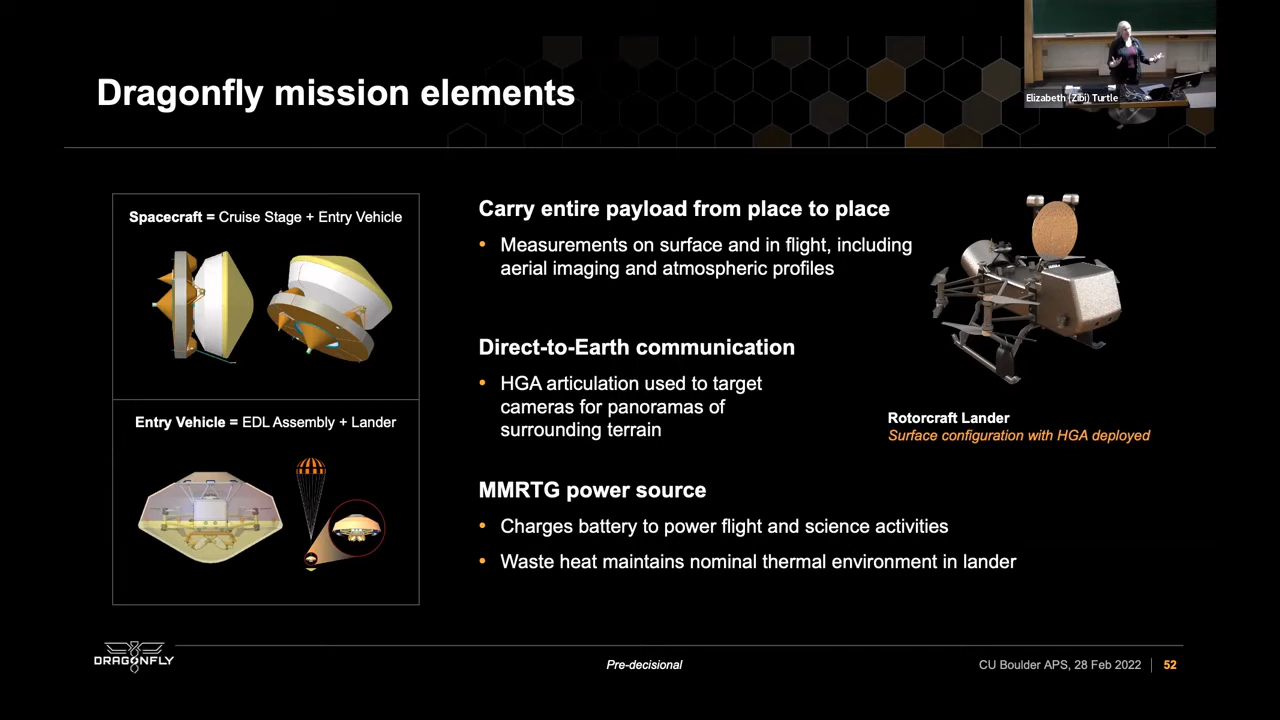 Dragonfly mission elements
Elizabeth (Zibi) Turtle
Spacecraft = Cruise Stage + Entry Vehicle
Entry Vehicle = EDL Assembly + Lander
Carry entire payload from place to place
• Measurements on surface and in flight, including
aerial imaging and atmospheric profiles
Direct-to-Earth communication
• HGA articulation used to target
cameras for panoramas of
surrounding terrain
Rotorcraft Lander
Surface configuration with HGA deployed
MMRTG power source
• Charges battery to power flight and science activities
• Waste heat maintains nominal thermal environment in lander
DRAGONFLY
Pre-decisional
CU Boulder APS, 28 Feb 2022 | 52